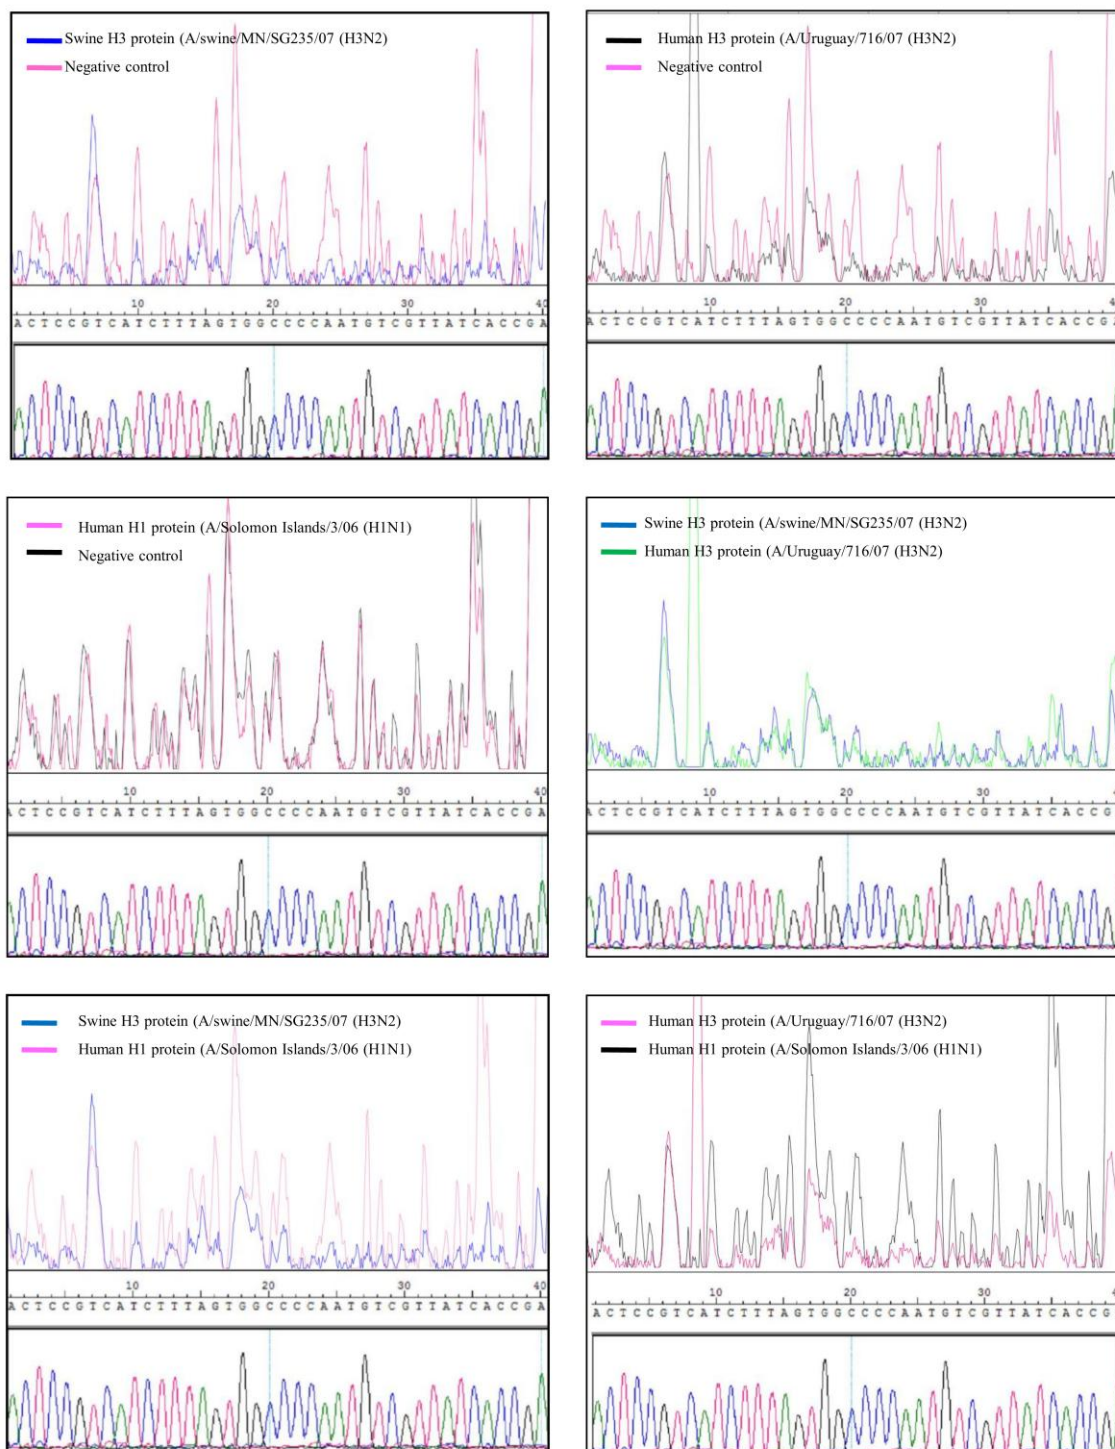 Swine H3 protein (A/swine/MN/SG235/07 (H3N2)
Negative control
10 20 30 40
ACTCCGTCATCTTTAGTGGCCCCAATGTCGTTATCACCGA
Human H3 protein (A/Uruguay/716/07 (H3N2)
Negative control
10 20 30 4
ACTCCGTCATCTTTAGTGGCCCCAATGTCGTTATCACCG
Human H1 protein (A/Solomon Islands/3/06 (H1N1)
Negative control
10 20 30 40
ACTCCGTCATCTTTAGTGGCCCCAATGTCGTTATCACCGA
Swine H3 protein (A/swine/MN/SG235/07 (H3N2)
Human H3 protein (A/Uruguay/716/07 (H3N2)
10 20 30
ACTCCGTCATCTTTAGTGGCCCCAATGTCGTTATCACCG
Swine H3 protein (A/swine/MN/SG235/07 (H3N2)
Human H1 protein (A/Solomon Islands/3/06 (H1N1)
10 20 30 40
ACTCCGTCATCTTTAGTGGCCCCAATGTCGTTATCACCGA
Human H3 protein (A/Uruguay/716/07 (H3N2)
Human H1 protein (A/Solomon Islands/3/06 (H1N1)
10 20 30
ACTCCGTCATCTTTAGTGGCCCCAATGTCGTTATCACCG